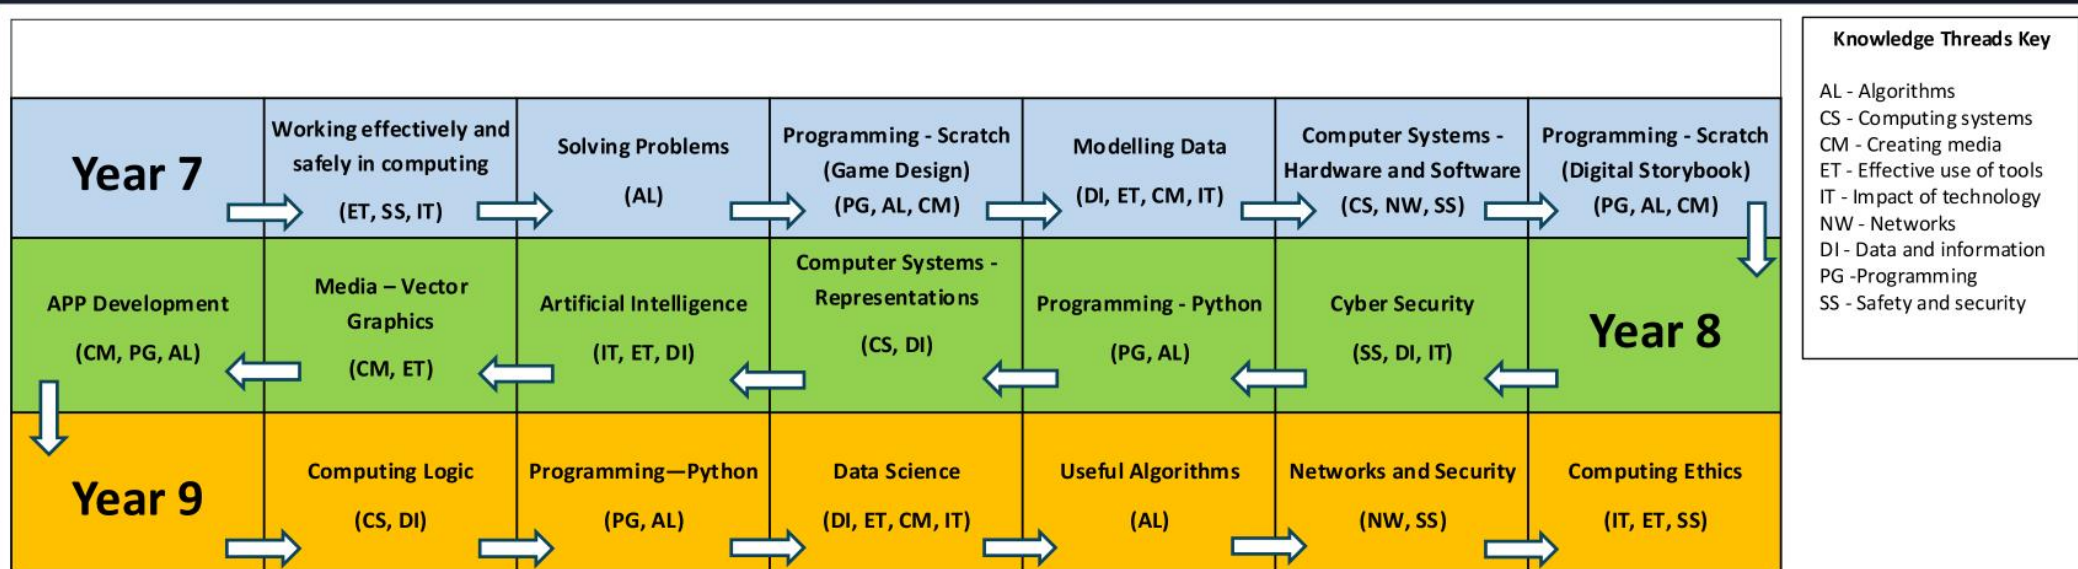 Year 7
Working effectively and
safely in computing
(ET, SS, IT)
Solving Problems
(AL)
Programming - Scratch
(Game Design)
(PG, AL, CM)
Modelling Data
(DI, ET, CM, IT)
Computer Systems -
Hardware and Software
(CS, NW, SS)
Programming - Scratch
(Digital Storybook)
(PG, AL, CM)
APP Development
(CM, PG, AL)
Media – Vector
Graphics
(CM, ET)
Artificial Intelligence
(IT, ET, DI)
Computer Systems -
Representations
(CS, DI)
Programming - Python
(PG, AL)
Cyber Security
(SS, DI, IT)
Year 8
Year 9
Computing Logic
(CS, DI)
Programming—Python
(PG, AL)
Data Science
(DI, ET, CM, IT)
Useful Algorithms
(AL)
Networks and Security
(NW, SS)
Computing Ethics
(IT, ET, SS)
Knowledge Threads Key
AL - Algorithms
CS - Computing systems
CM - Creating media
ET - Effective use of tools
IT - Impact of technology
NW - Networks
DI - Data and information
PG -Programming
SS - Safety and security